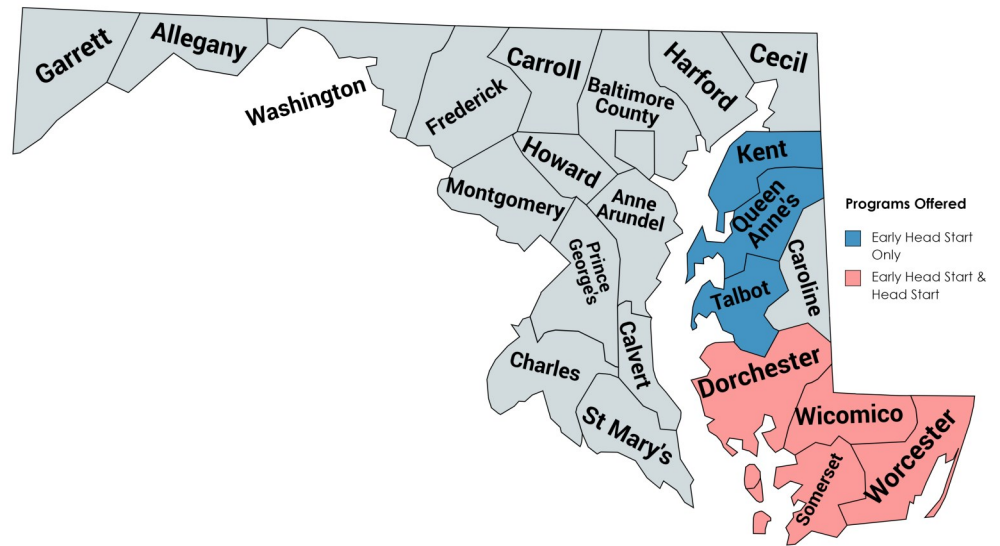 Garrett
Allegany
Washington
Frederick
Carroll
Baltimore
County
Harford
Cecil
Howard
Montgomery
Anne
Arundel
Prince
George's
Calvert
Charles
St Mary's
Kent
Queen
Anne's
Caroline
Talbot
Dorchester
Wicomico
Somerset
Worcester
Programs Offered
Early Head Start
Only
Early Head Start &
Head Start